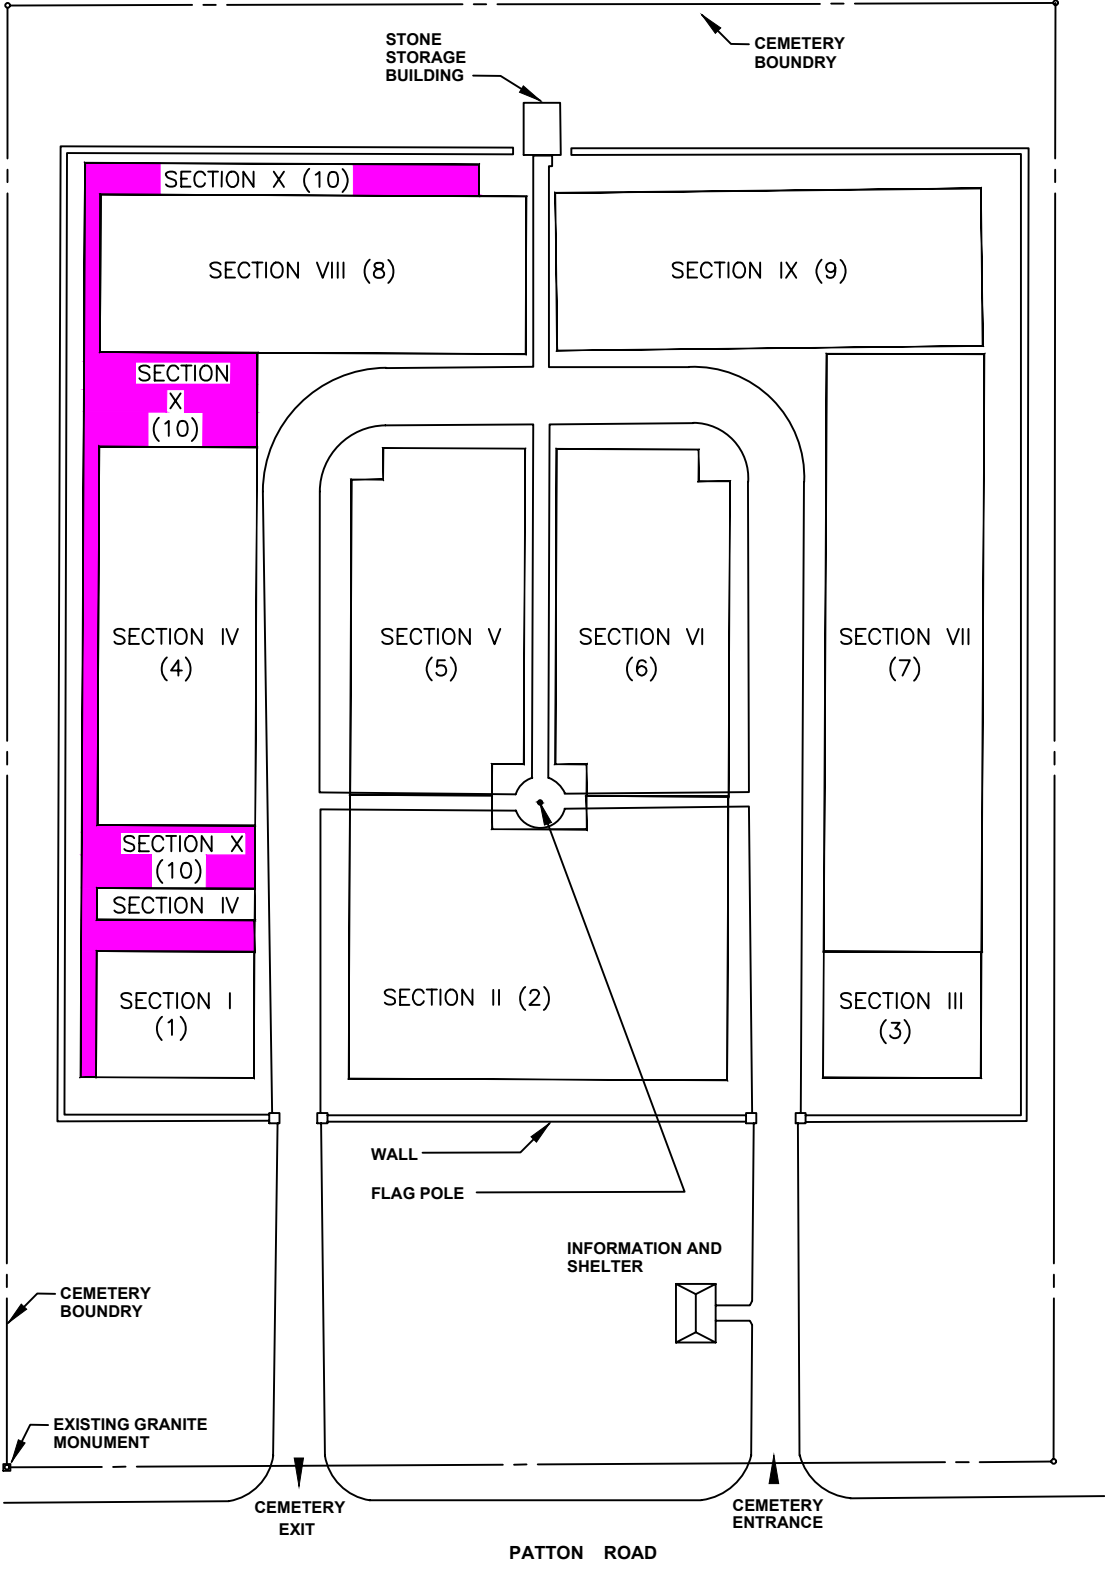 STONE
STORAGE
BUILDING
CEMETERY
BOUNDRY
SECTION X (10)
SECTION VIII (8)
SECTION IX (9)
SECTION
X
(10)
SECTION IV
(4)
SECTION V
(5)
SECTION VI
(6)
SECTION VII
(7)
SECTION X
(10)
SECTION IV
SECTION I
(1)
SECTION II (2)
SECTION III
(3)
WALL
FLAG POLE
INFORMATION AND
SHELTER
CEMETERY
BOUNDRY
EXISTING GRANITE
MONUMENT
CEMETERY
EXIT
CEMETERY
ENTRANCE
PATTON ROAD